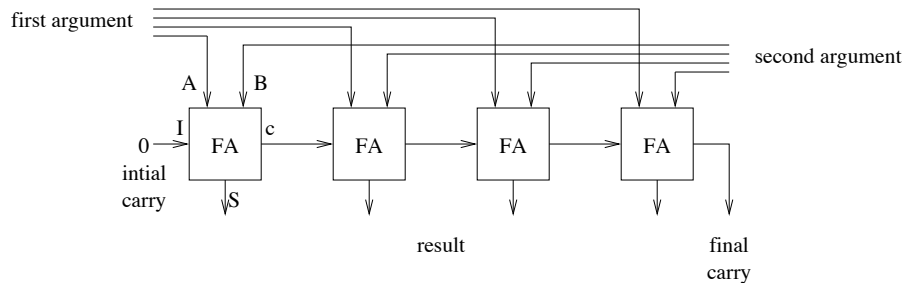 first argument
second argument
A
B
I
c
FA
FA
FA
FA
0
intial
carry
S
result
final
carry